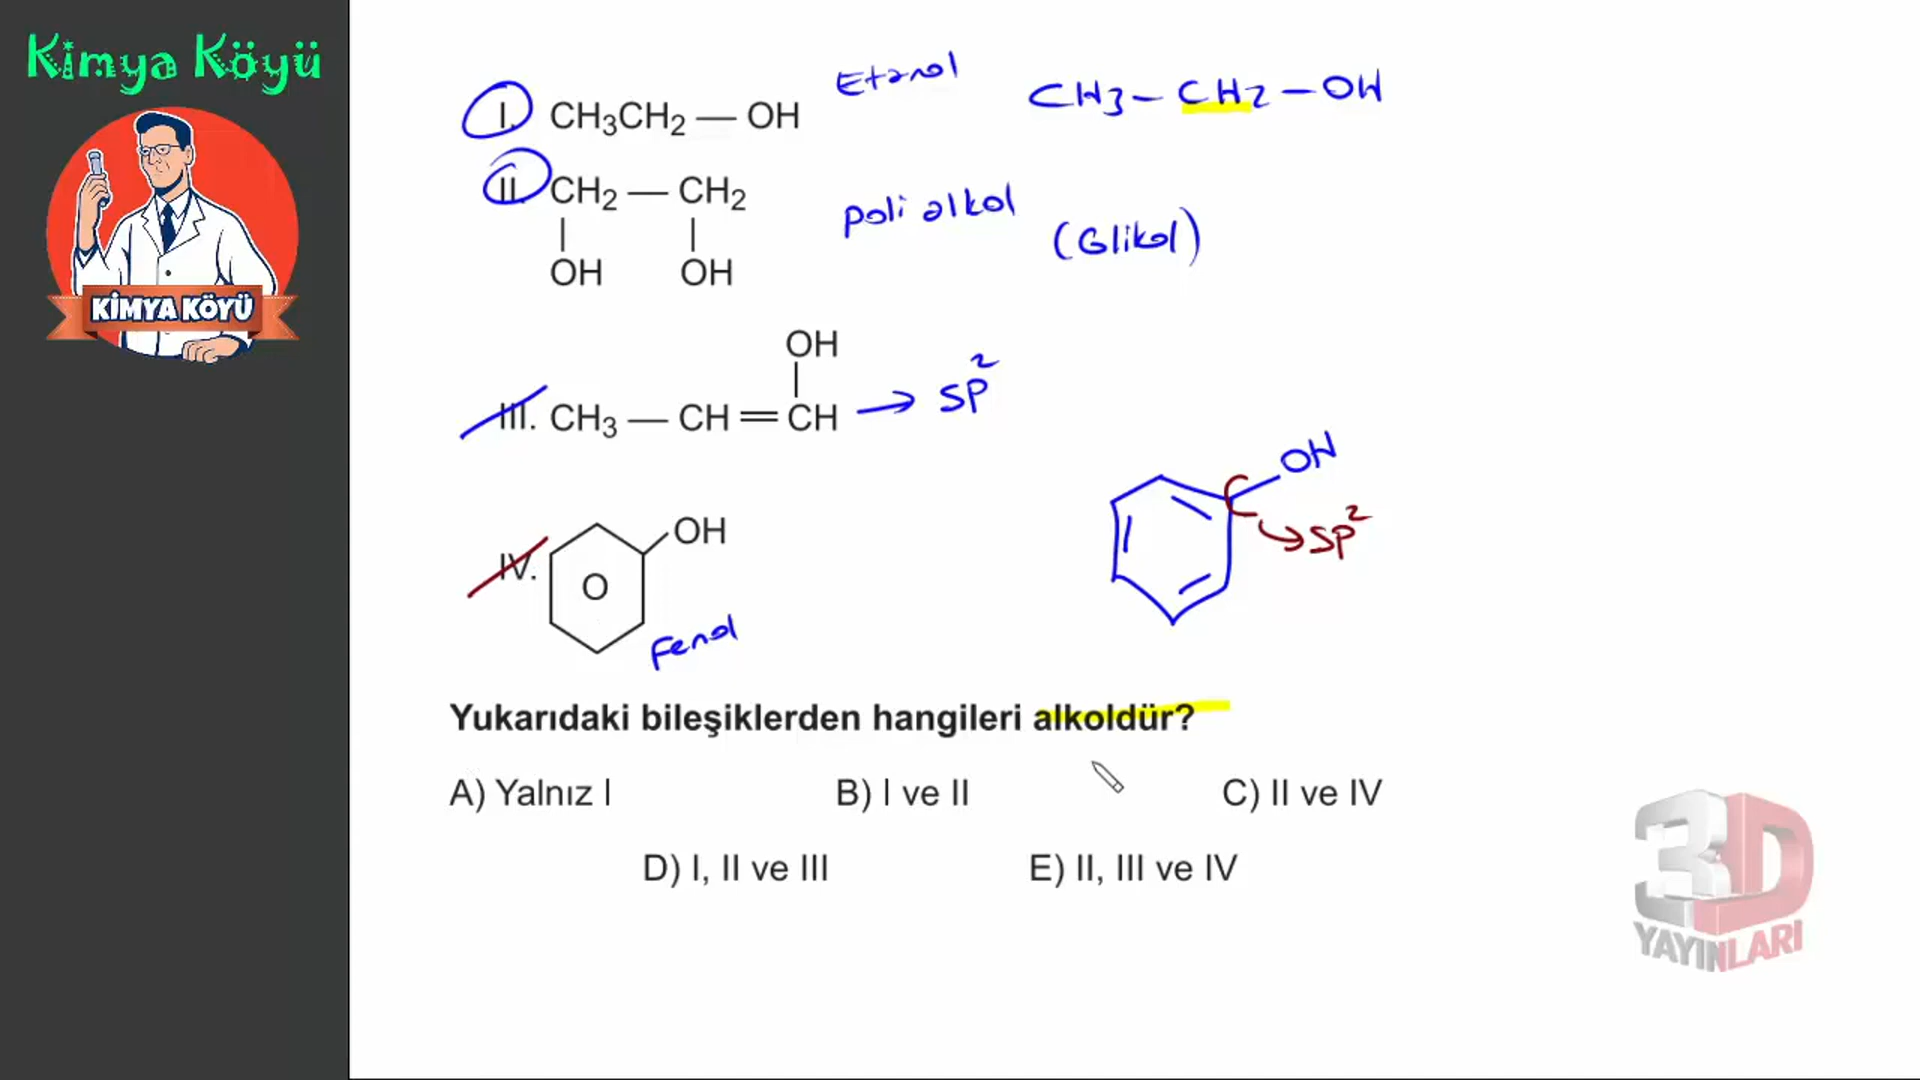 Kimya Köyü
KİMYA KÖYÜ
I. CH3CH2 — OH
Etanol
CH3 — CH2 — OH
II. CH2 — CH2
OH OH
poli alkol
(Glikol)
OH
III. CH3 — CH = CH → SP2
IV.
OH
O
Fenol
OH
C → SP2
Yukarıdaki bileşiklerden hangileri alkoldür?
A) Yalnız I B) I ve II C) II ve IV
D) I, II ve III E) II, III ve IV
3D
YAYINLARI